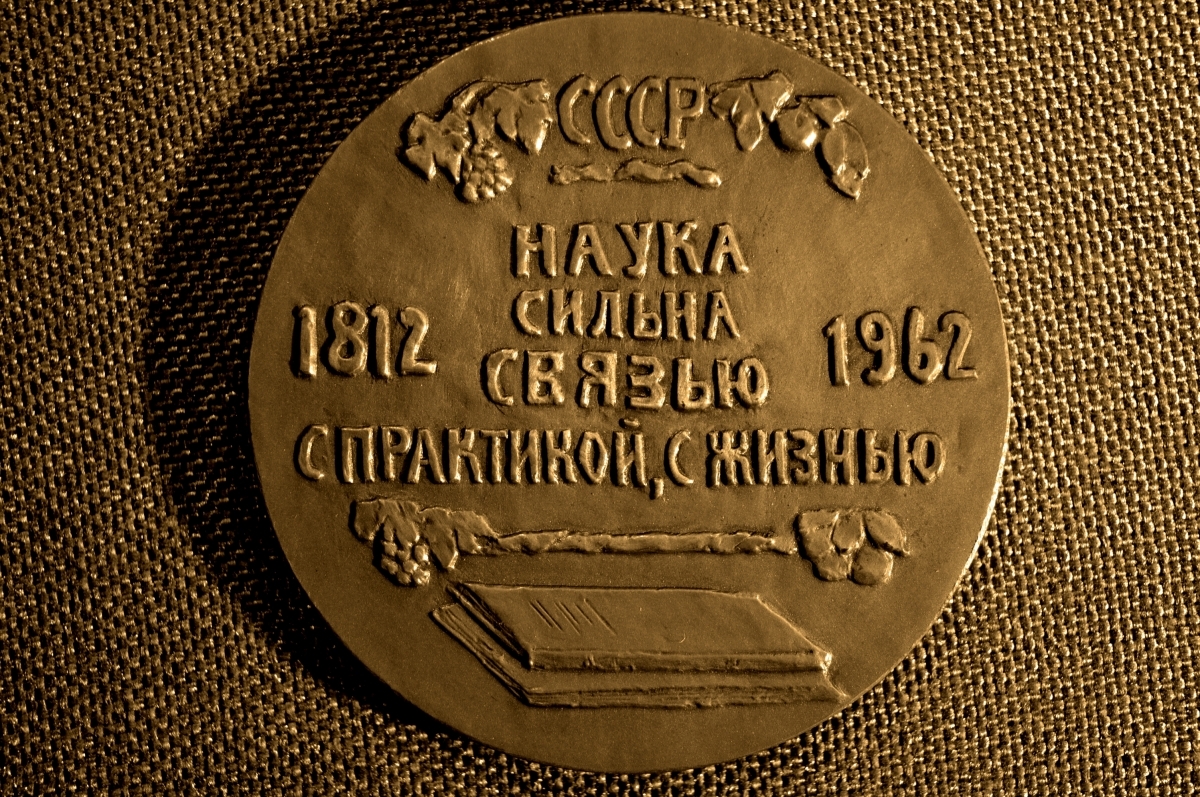 СССР
НАУКА
СИЛЬНА
1812 СВЯЗЬЮ 1962
С ПРАКТИКОЙ, С ЖИЗНЬЮ